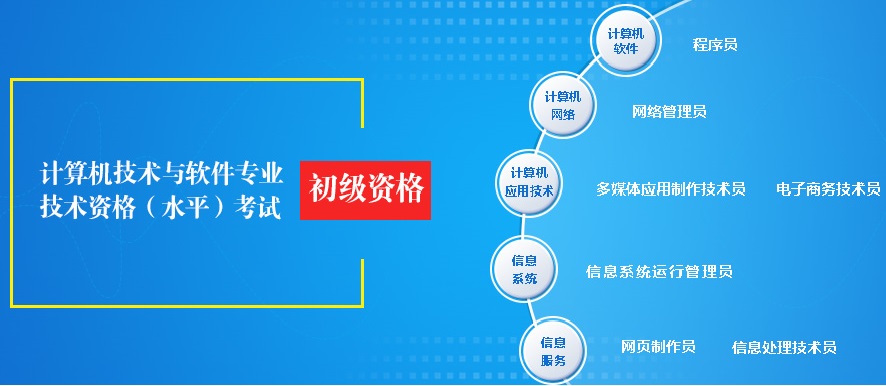 计算机技术与软件专业
技术资格（水平）考试
初级资格
计算机
软件
程序员
计算机
网络
网络管理员
计算机
应用技术
多媒体应用制作技术员
电子商务技术员
信息
系统
信息系统运行管理员
信息
服务
网页制作员
信息处理技术员